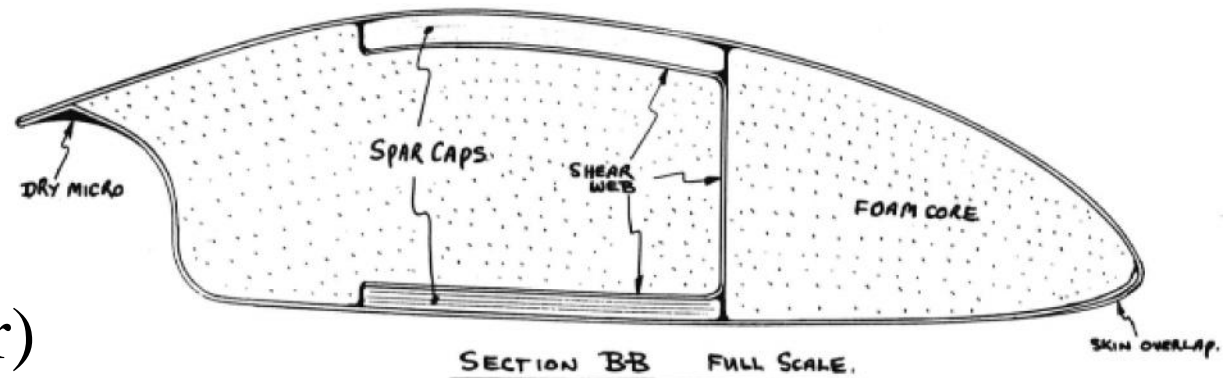 SPAR CAPS
SHEAR
WEB
DRY MICRO
FOAM CORE
r)
SKIN OVERLAP.
SECTION BB FULL SCALE.